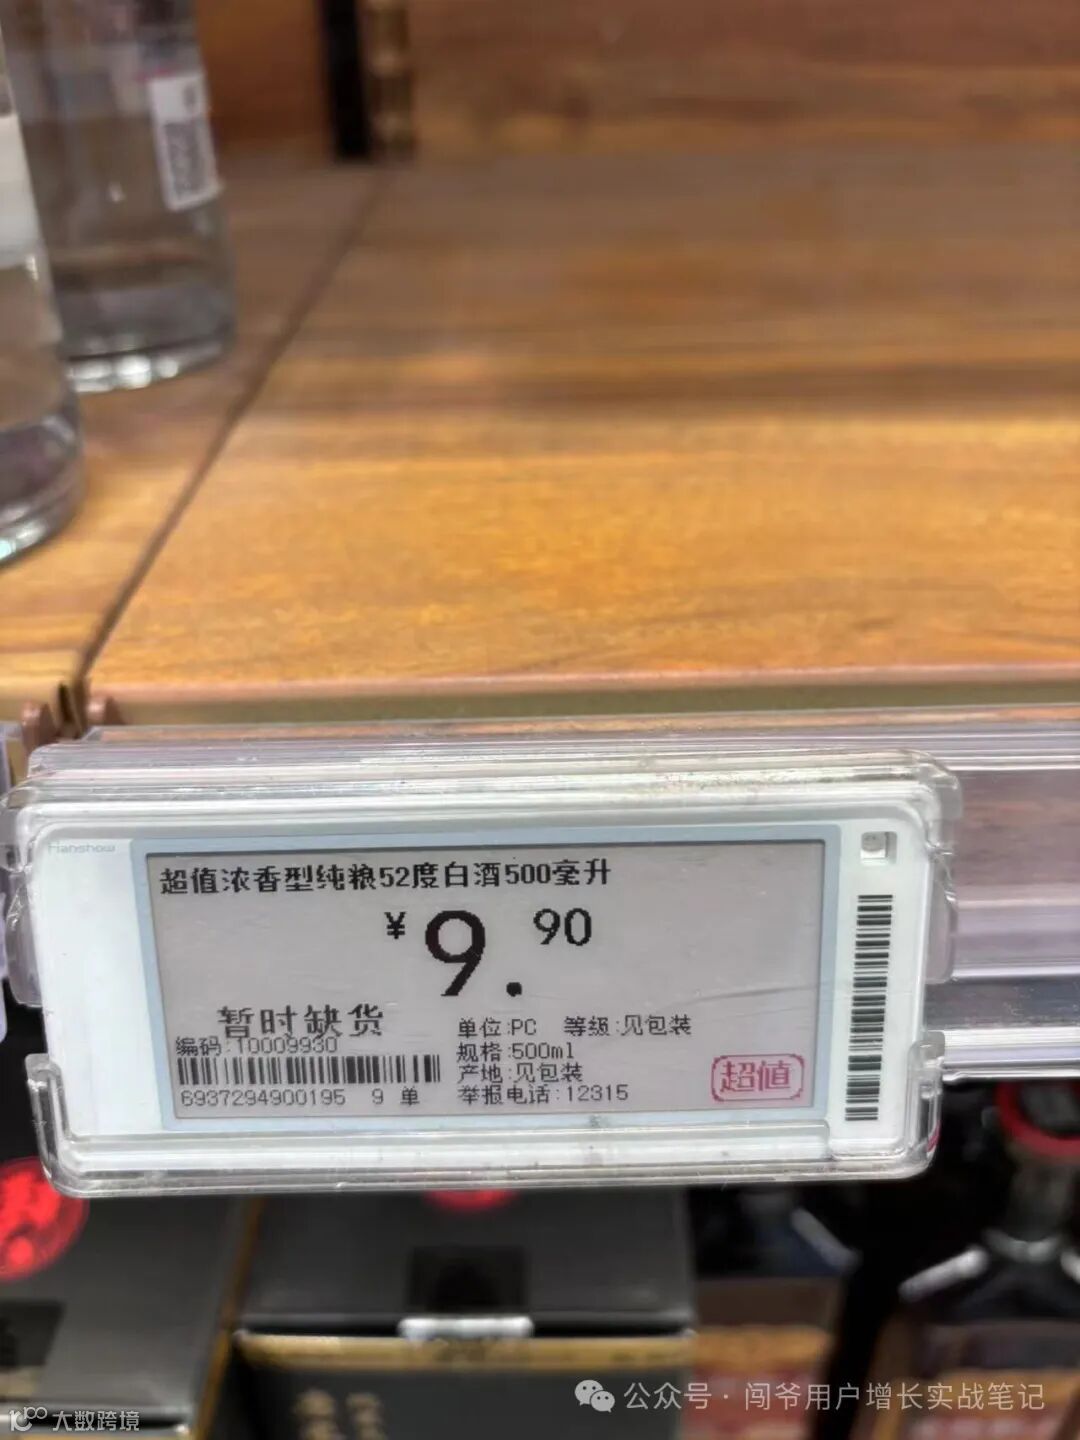 Hanshow
超值浓香型纯粮52度白酒500毫升
¥9.90
暂时缺货
编码:10009930
6937294900195 9 单
单位:PC 等级:见包装
规格:500ml
产地:见包装
举报电话:12315
超值
公众号·闯爷用户增长实战笔记
大数跨境